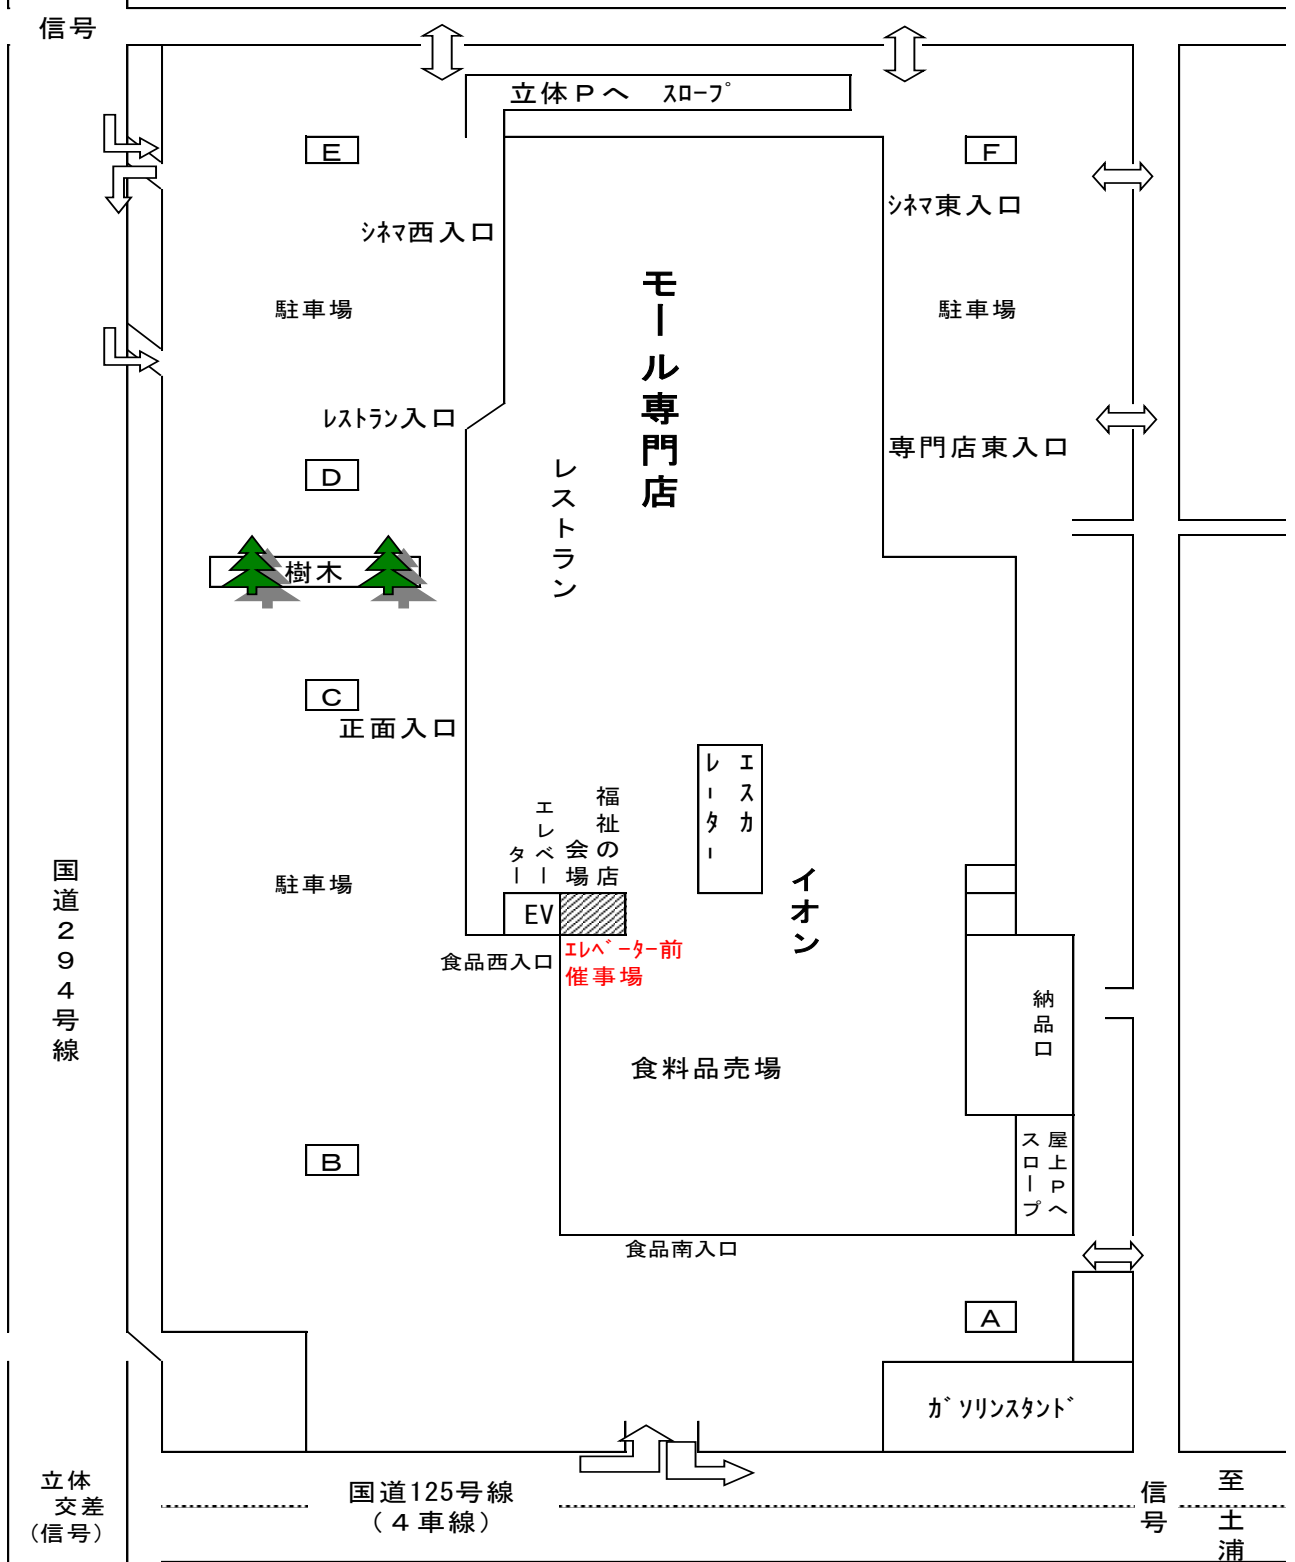 信号
立体Ｐへ　ｽﾛｰﾌﾟ
Ｅ
Ｆ
ｼﾈﾏ東入口
ｼﾈﾏ西入口
モール専門店
駐車場
駐車場
ﾚｽﾄﾗﾝ入口
専門店東入口
レストラン
Ｄ
樹木
Ｃ
正面入口
エスカ
レーター
福祉の店
会場
エレベー
ター
イオン
国道２９４号線
駐車場
EV
ｴﾚﾍﾞｰﾀｰ前
催事場
食品西入口
納品口
食料品売場
屋上Ｐへ
スロープ
Ｂ
食品南入口
Ａ
ｶﾞｿﾘﾝｽﾀﾝﾄﾞ
立体
交差
(信号)
国道125号線
（４車線）
信号
至
土浦